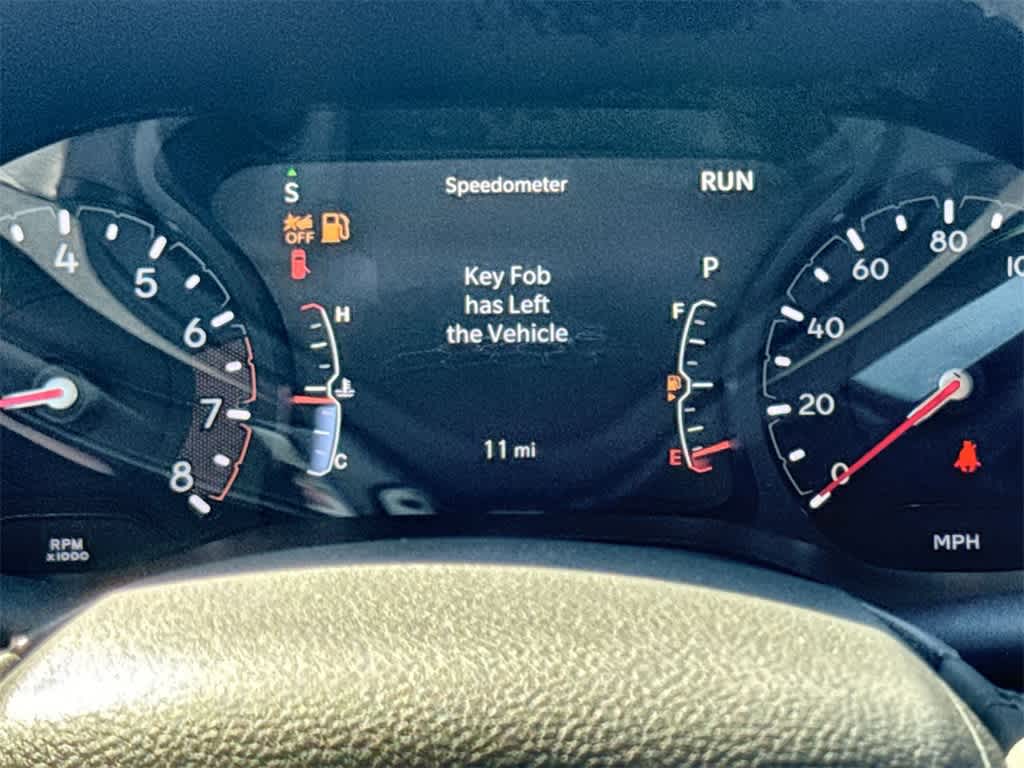 S
Speedometer
RUN
OFF
Key Fob
has Left
the Vehicle
P
H
C
F
E
11 mi
4
5
6
7
8
RPM
x1000
0
20
40
60
80
MPH